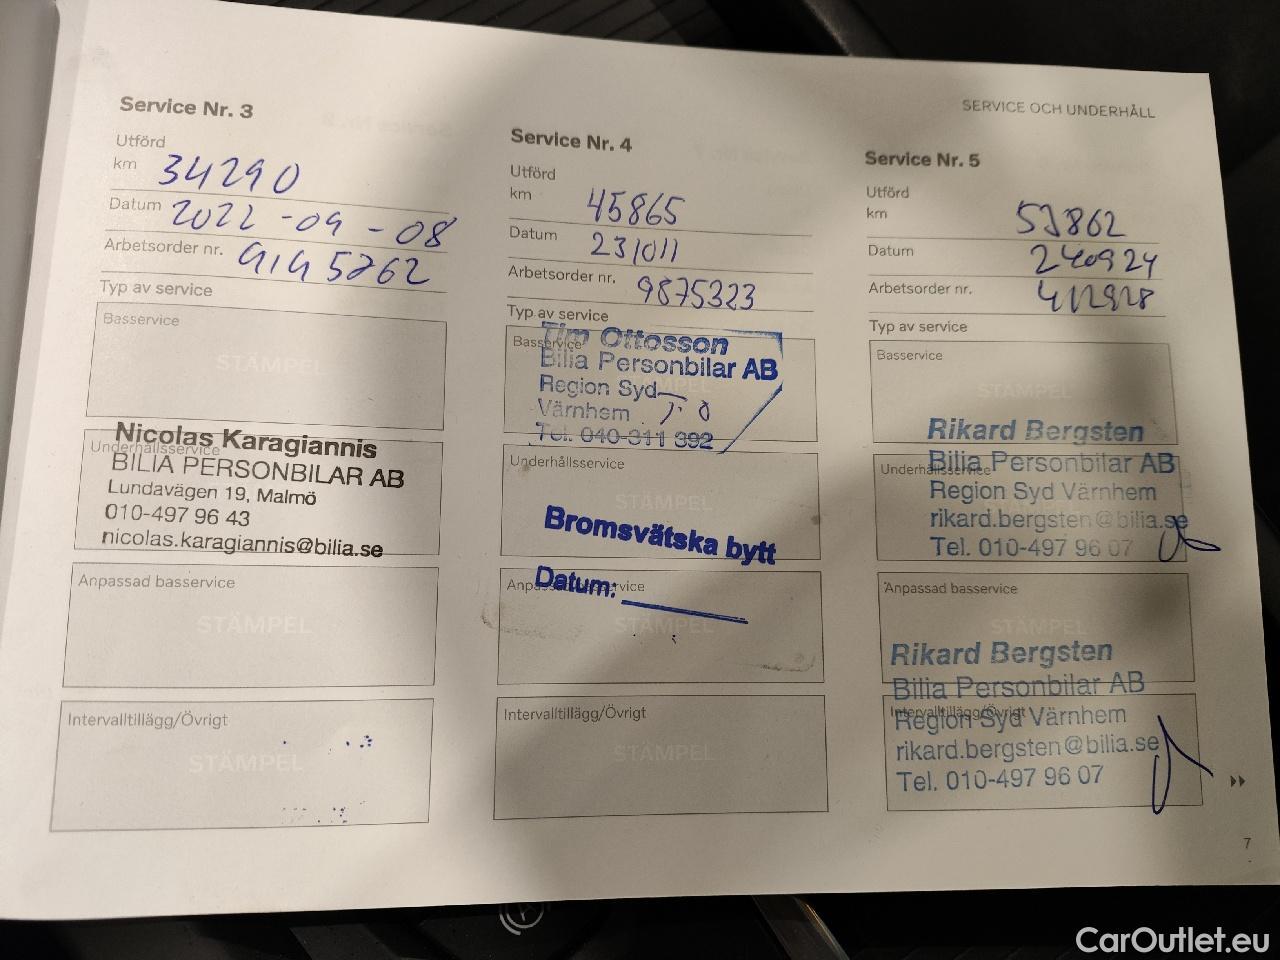 SERVICE OCH UNDERHÅLL
Service Nr. 3
Utförd
km 34290
Datum 2022-09-08
Arbetsorder nr. 9195262
Typ av service
Basservice
STÄMPEL
Underhållsservice
Nicolas Karagiannis
BILIA PERSONBILAR AB
Lundavägen 19, Malmö
010-497 96 43
nicolas.karagiannis@bilia.se
Anpassad basservice
STÄMPEL
Intervalltillägg/Övrigt
STÄMPEL
Service Nr. 4
Utförd
km 45865
Datum 231011
Arbetsorder nr. 9875323
Typ av service
Basservice
Tim Ottosson
Bilia Personbilar AB
Region Syd
Värnhem
Tel. 040-311 392
Underhållsservice
STÄMPEL
Bromsvätska bytt
Datum:
Anpassad basservice
STÄMPEL
Intervalltillägg/Övrigt
STÄMPEL
Service Nr. 5
Utförd
km 53862
Datum 240924
Arbetsorder nr. 412928
Typ av service
Basservice
STÄMPEL
Underhållsservice
Rikard Bergsten
Bilia Personbilar AB
Region Syd Värnhem
rikard.bergsten@bilia.se
Tel. 010-497 96 07
Anpassad basservice
STÄMPEL
Rikard Bergsten
Bilia Personbilar AB
Intervalltillägg/Övrigt
Region Syd Värnhem
rikard.bergsten@bilia.se
Tel. 010-497 96 07
7
CarOutlet.eu